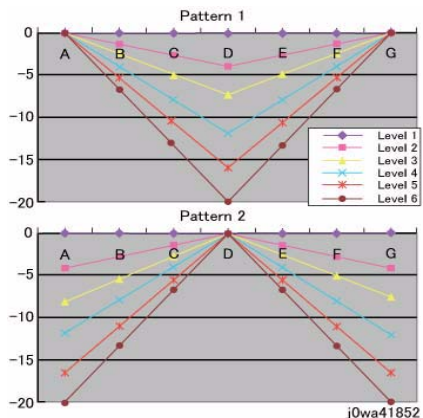 Pattern 1
0
A B C D E F G
−5
−10
Level 1
Level 2
−15
Level 3
Level 4
Level 5
−20
Level 6
Pattern 2
0
A B C D E F G
−5
−10
−15
−20
j0wa41852